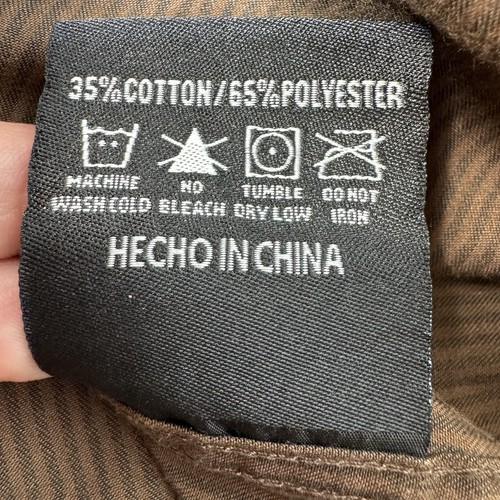 35%COTTON/65%POLYESTER
MACHINE NO TUMBLE DO NOT
WASH COLD BLEACH DRY LOW IRON
HECHO IN CHINA